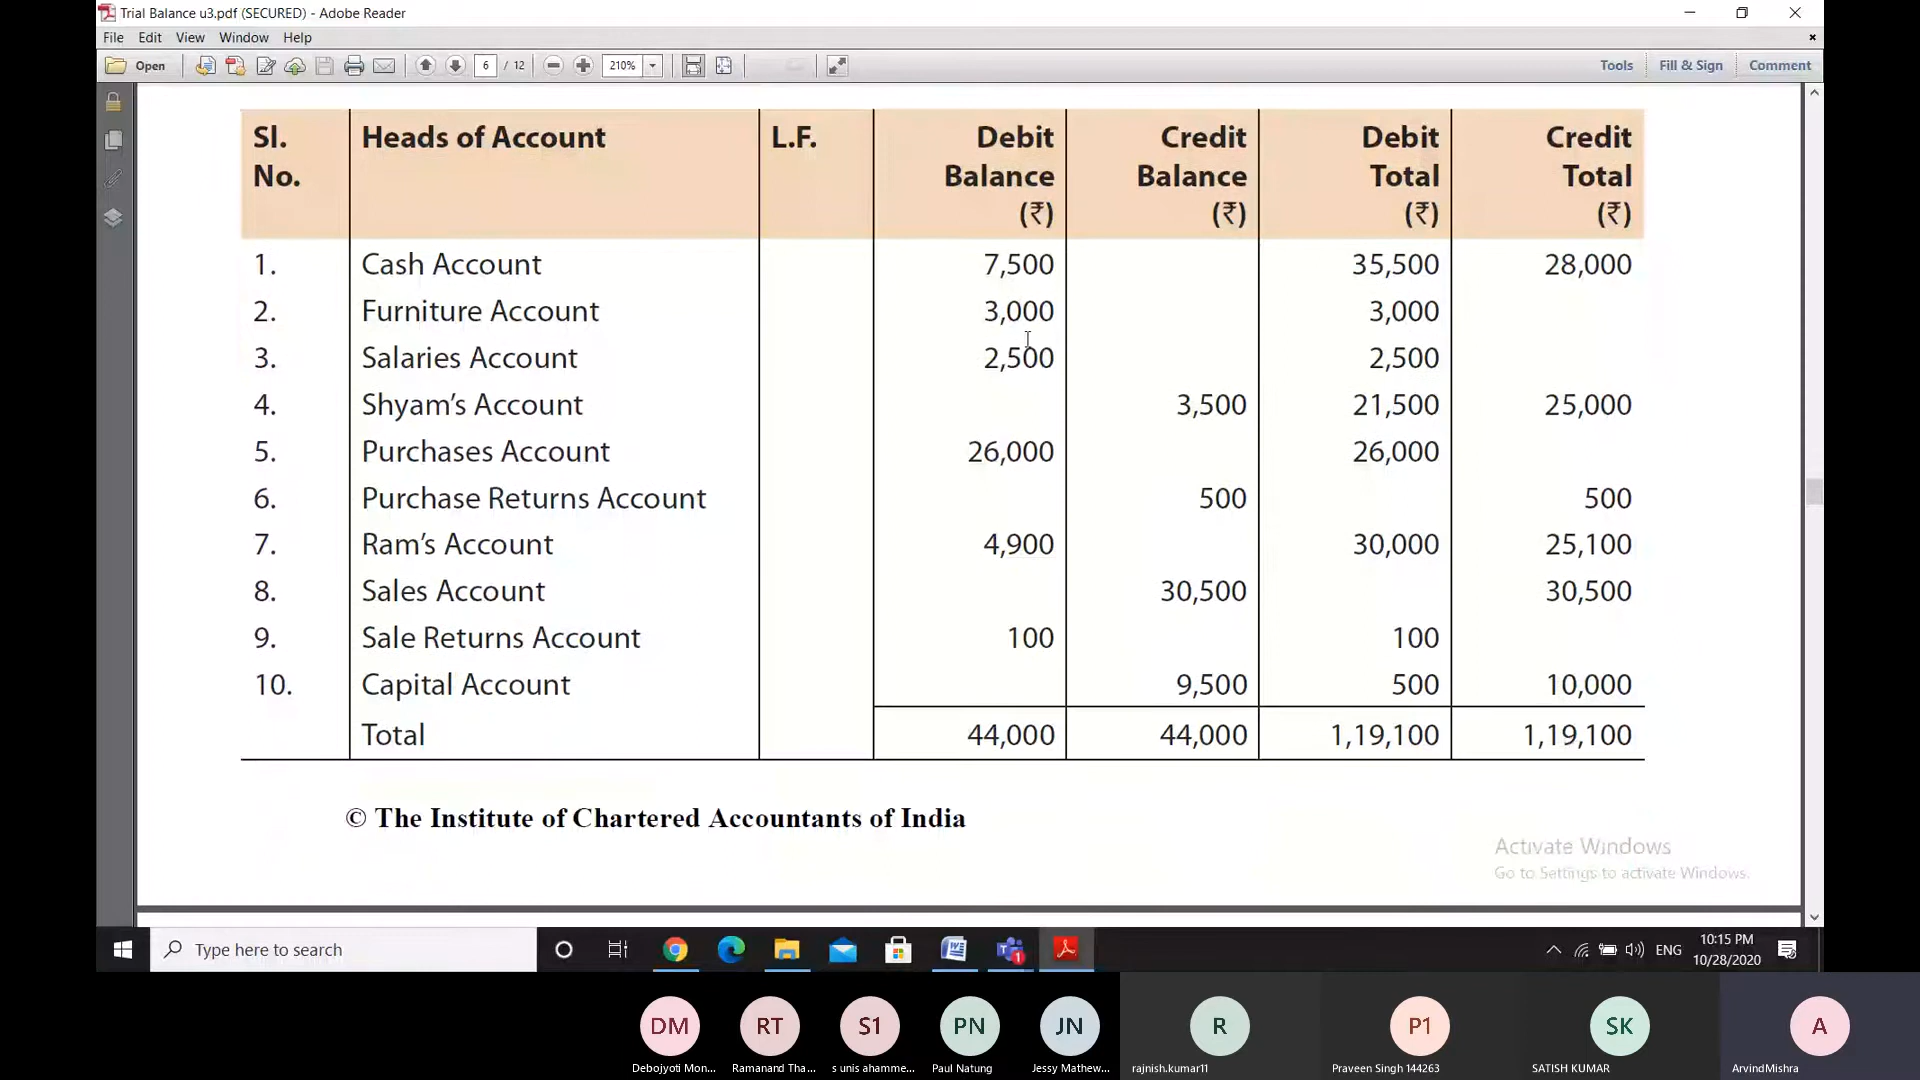 Trial Balance u3.pdf (SECURED) - Adobe Reader
File Edit View Window Help
Open 6 / 12 210% Tools Fill & Sign Comment
Sl. No. Heads of Account L.F. Debit Balance (₹) Credit Balance (₹) Debit Total (₹) Credit Total (₹)
1. Cash Account 7,500 35,500 28,000
2. Furniture Account 3,000 3,000
3. Salaries Account 2,500 2,500
4. Shyam’s Account 3,500 21,500 25,000
5. Purchases Account 26,000 26,000
6. Purchase Returns Account 500 500
7. Ram’s Account 4,900 30,000 25,100
8. Sales Account 30,500 30,500
9. Sale Returns Account 100 100
10. Capital Account 9,500 500 10,000
Total 44,000 44,000 1,19,100 1,19,100
© The Institute of Chartered Accountants of India
Activate Windows
Go to Settings to activate Windows.
Type here to search ENG 10:15 PM
10/28/2020
DM RT S1 PN JN R P1 SK A
Debojyoti Mon... Ramanand Tha... s unis ahamme... Paul Natung Jessy Mathew... rajnish.kumar11 Praveen Singh 144263 SATISH KUMAR ArvindMishra